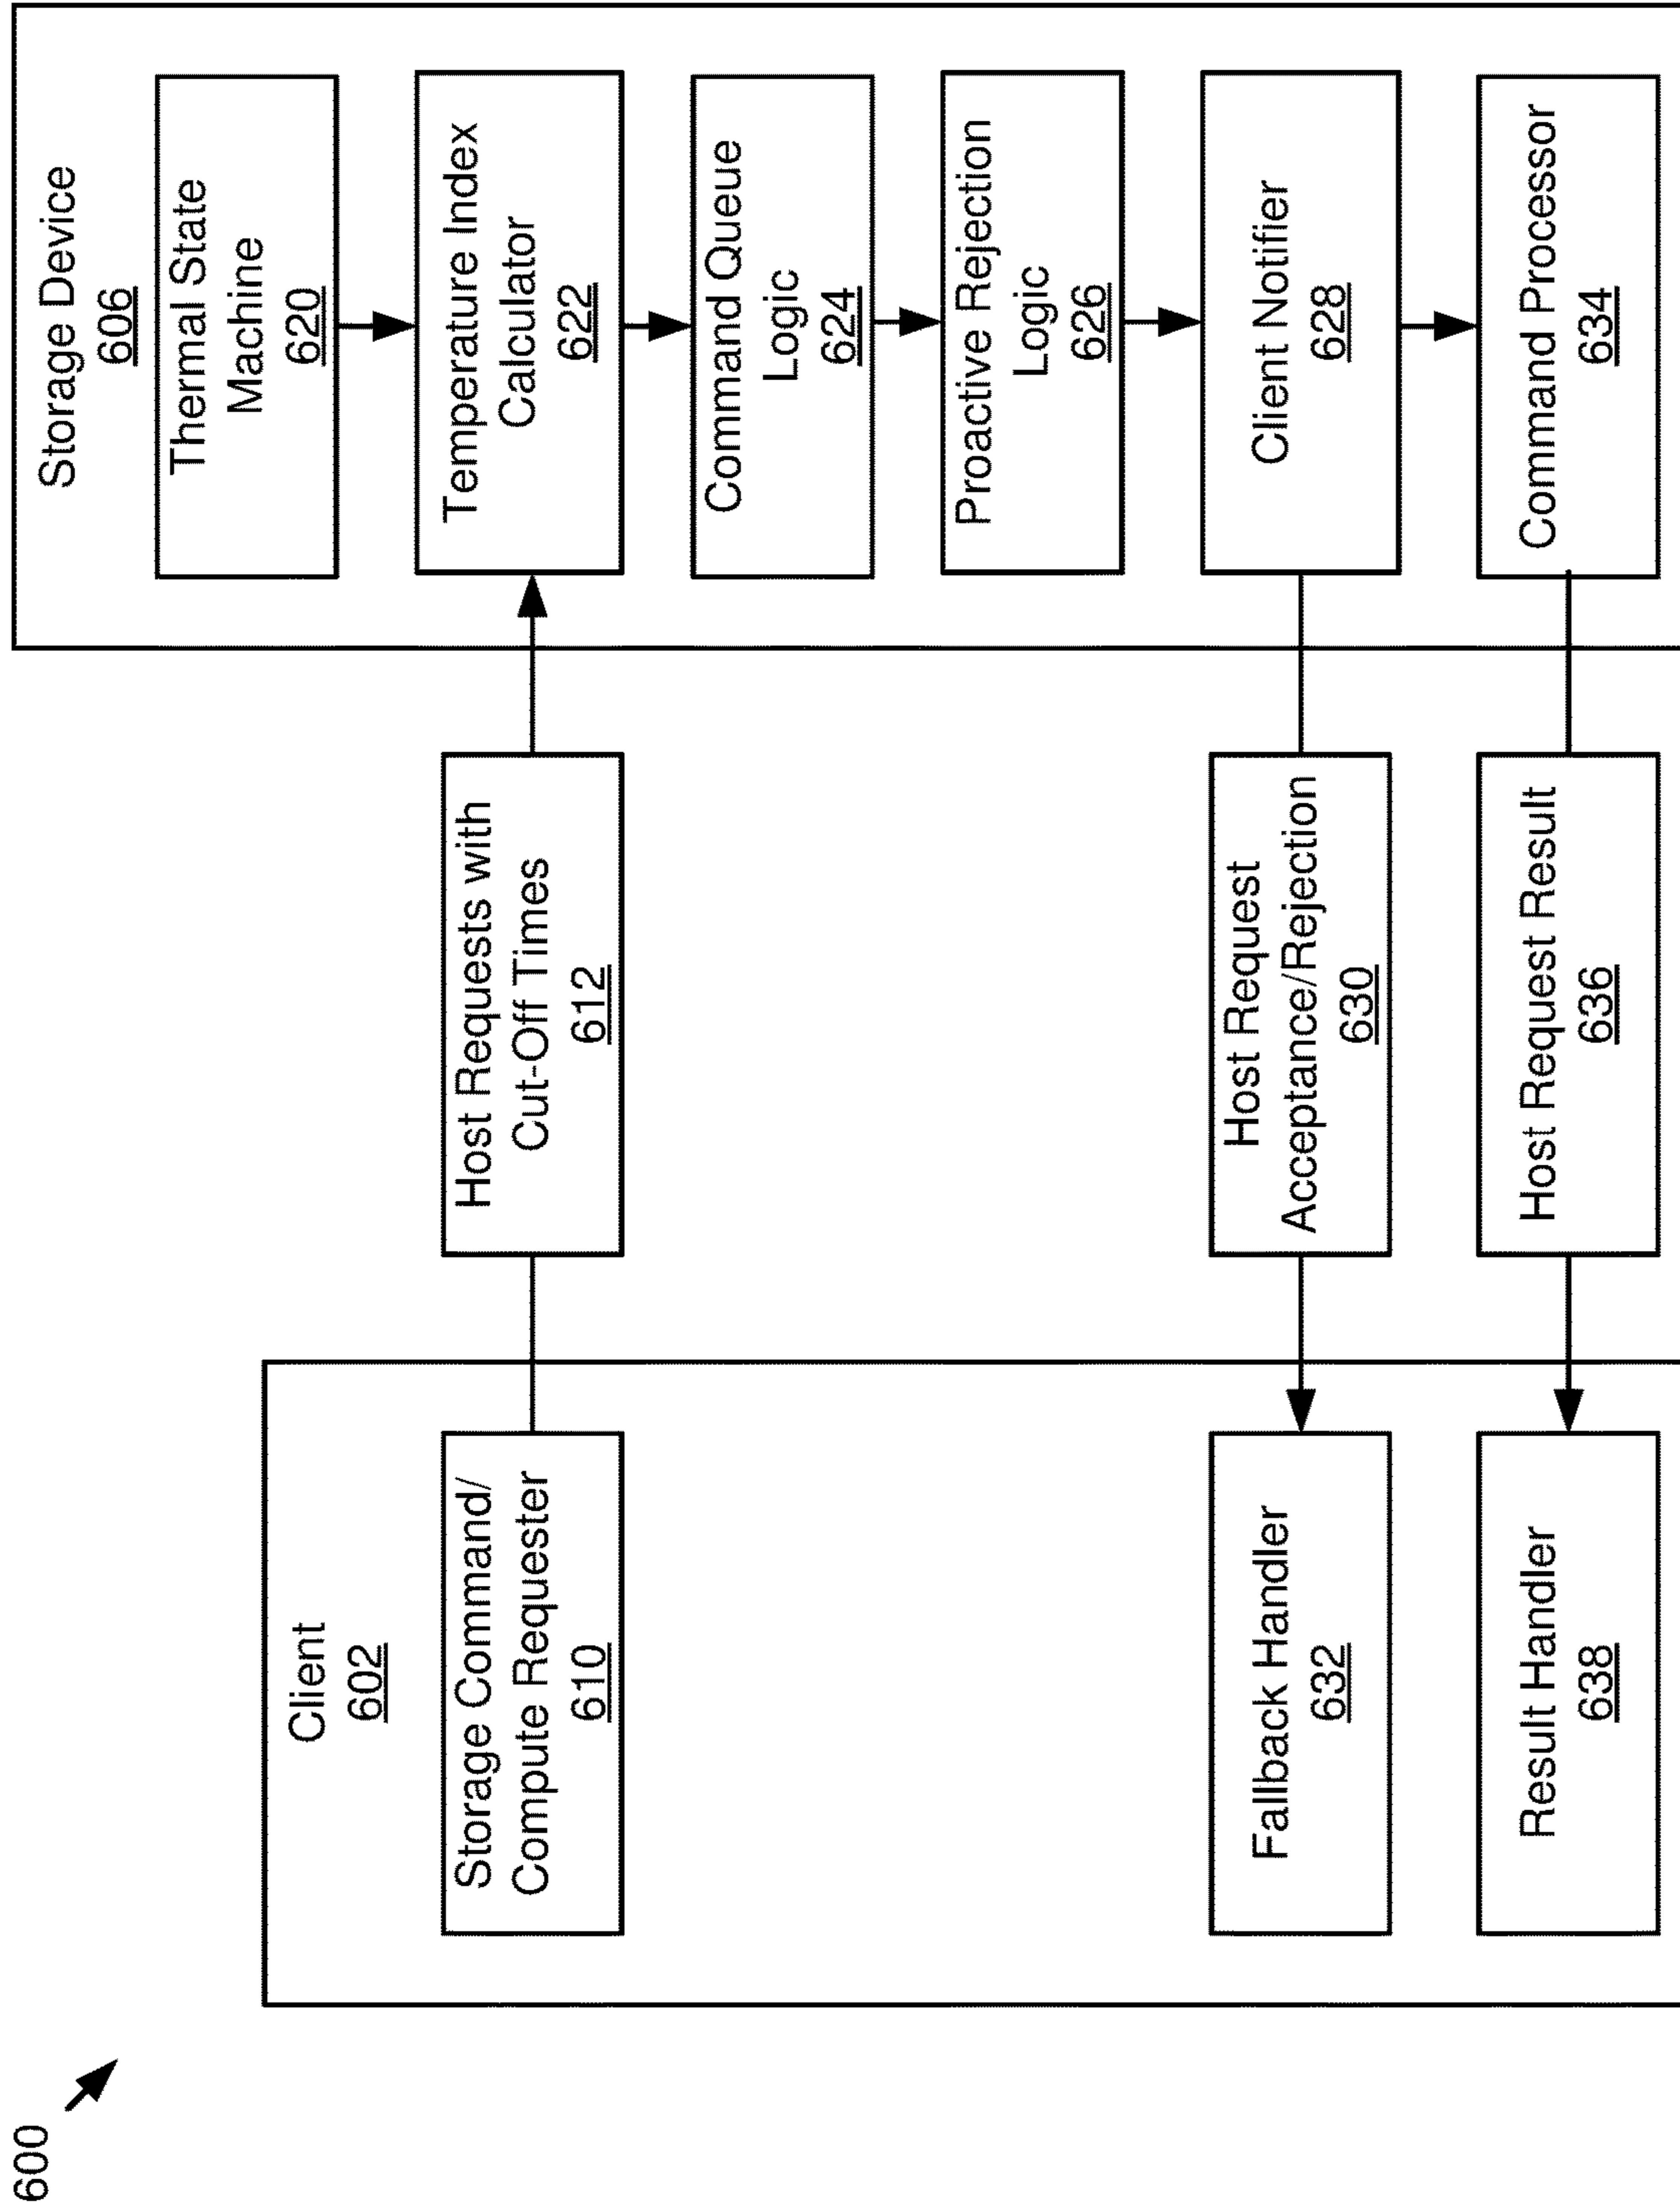 600
Client
602
Storage Command/
Compute Requester
610
Fallback Handler
632
Result Handler
638
Host Requests with
Cut-Off Times
612
Host Request
Acceptance/Rejection
630
Host Request Result
636
Storage Device
606
Thermal State
Machine
620
Temperature Index
Calculator
622
Command Queue
Logic
624
Proactive Rejection
Logic
626
Client Notifier
628
Command Processor
634